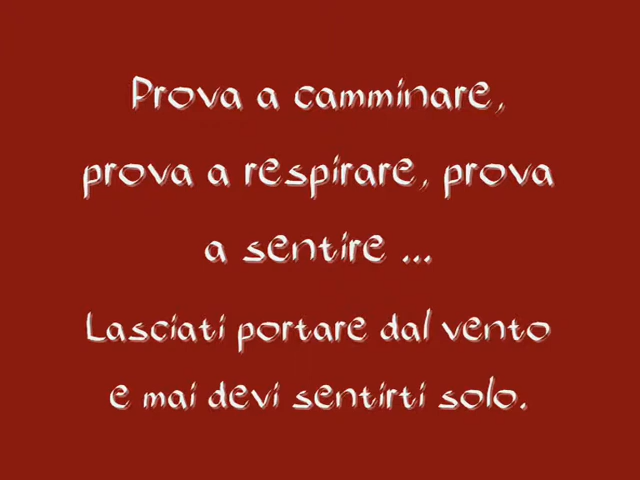 Prova a camminare,
prova a respirare, prova
a sentire ...
Lasciati portare dal vento
e mai devi sentirti solo.